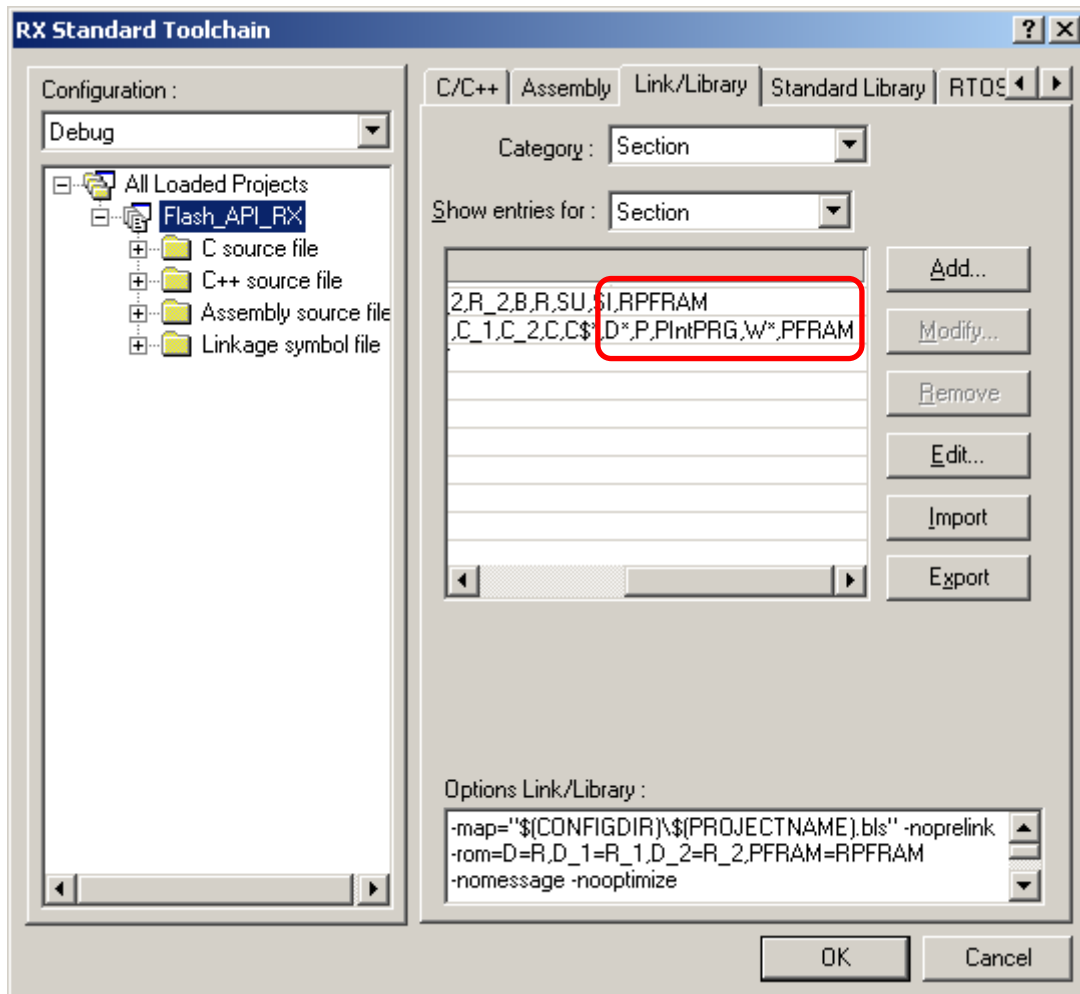 RX Standard Toolchain
Configuration :
Debug
All Loaded Projects
Flash_API_RX
C source file
C++ source file
Assembly source file
Linkage symbol file
C/C++ Assembly Link/Library Standard Library RTOS
Category : Section
Show entries for : Section
2,R_2,B,R,SU,SI,RPFRAM
,C_1,C_2,C,C$*,D*,P,PIntPRG,W*,PFRAM
Add...
Modify...
Remove
Edit...
Import
Export
Options Link/Library :
-map="$(CONFIGDIR)\$(PROJECTNAME).bls" -noprelink
-rom=D=R,D_1=R_1,D_2=R_2,PFRAM=RPFRAM
-nomessage -nooptimize
OK Cancel